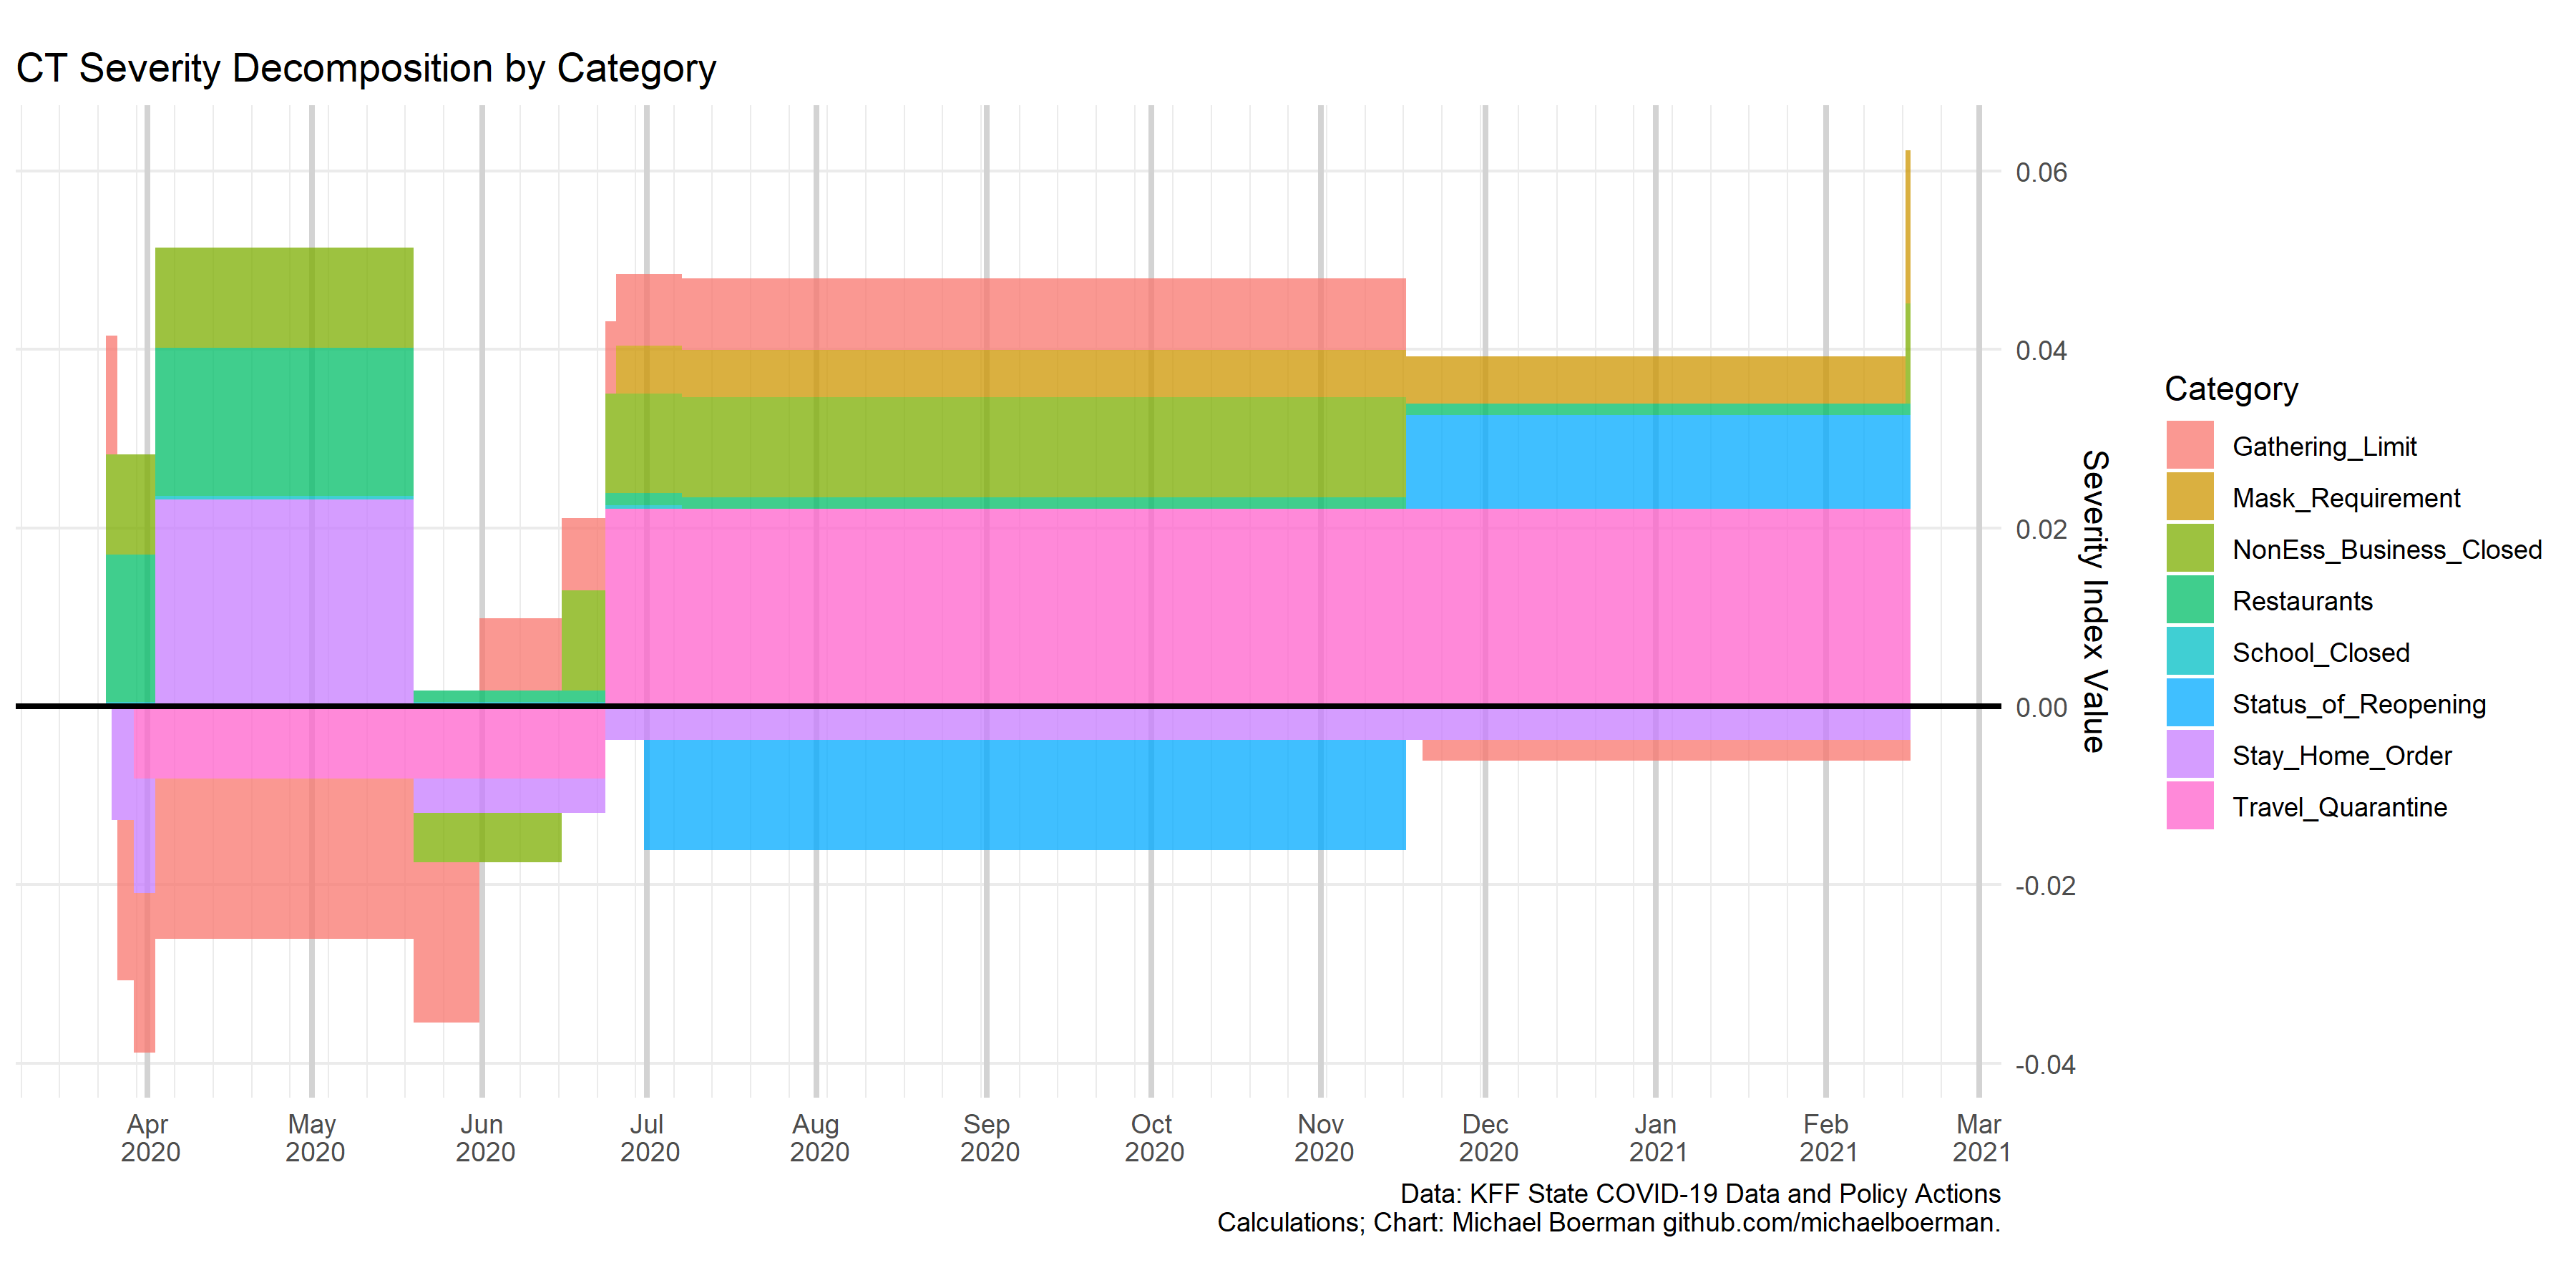 CT Severity Decomposition by Category
0.06
0.04
0.02
0.00
-0.02
-0.04
Severity Index Value
Category
Gathering_Limit
Mask_Requirement
NonEss_Business_Closed
Restaurants
School_Closed
Status_of_Reopening
Stay_Home_Order
Travel_Quarantine
Apr
2020
May
2020
Jun
2020
Jul
2020
Aug
2020
Sep
2020
Oct
2020
Nov
2020
Dec
2020
Jan
2021
Feb
2021
Mar
2021
Data: KFF State COVID-19 Data and Policy Actions
Calculations; Chart: Michael Boerman github.com/michaelboerman.